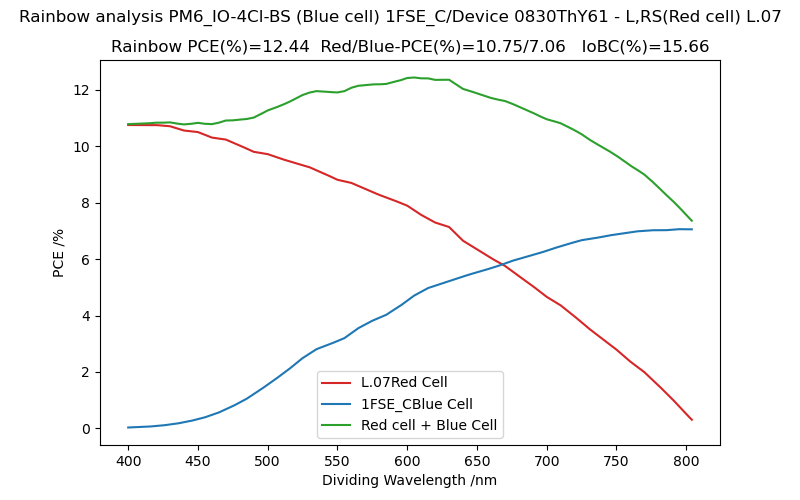 Rainbow analysis PM6_IO-4Cl-BS (Blue cell) 1FSE_C/Device 0830ThY61 - L,RS(Red cell) L.07
Rainbow PCE(%)=12.44  Red/Blue-PCE(%)=10.75/7.06   IoBC(%)=15.66
PCE /%
12
10
8
6
4
2
0
L.07Red Cell
1FSE_CBlue Cell
Red cell + Blue Cell
400 450 500 550 600 650 700 750 800
Dividing Wavelength /nm